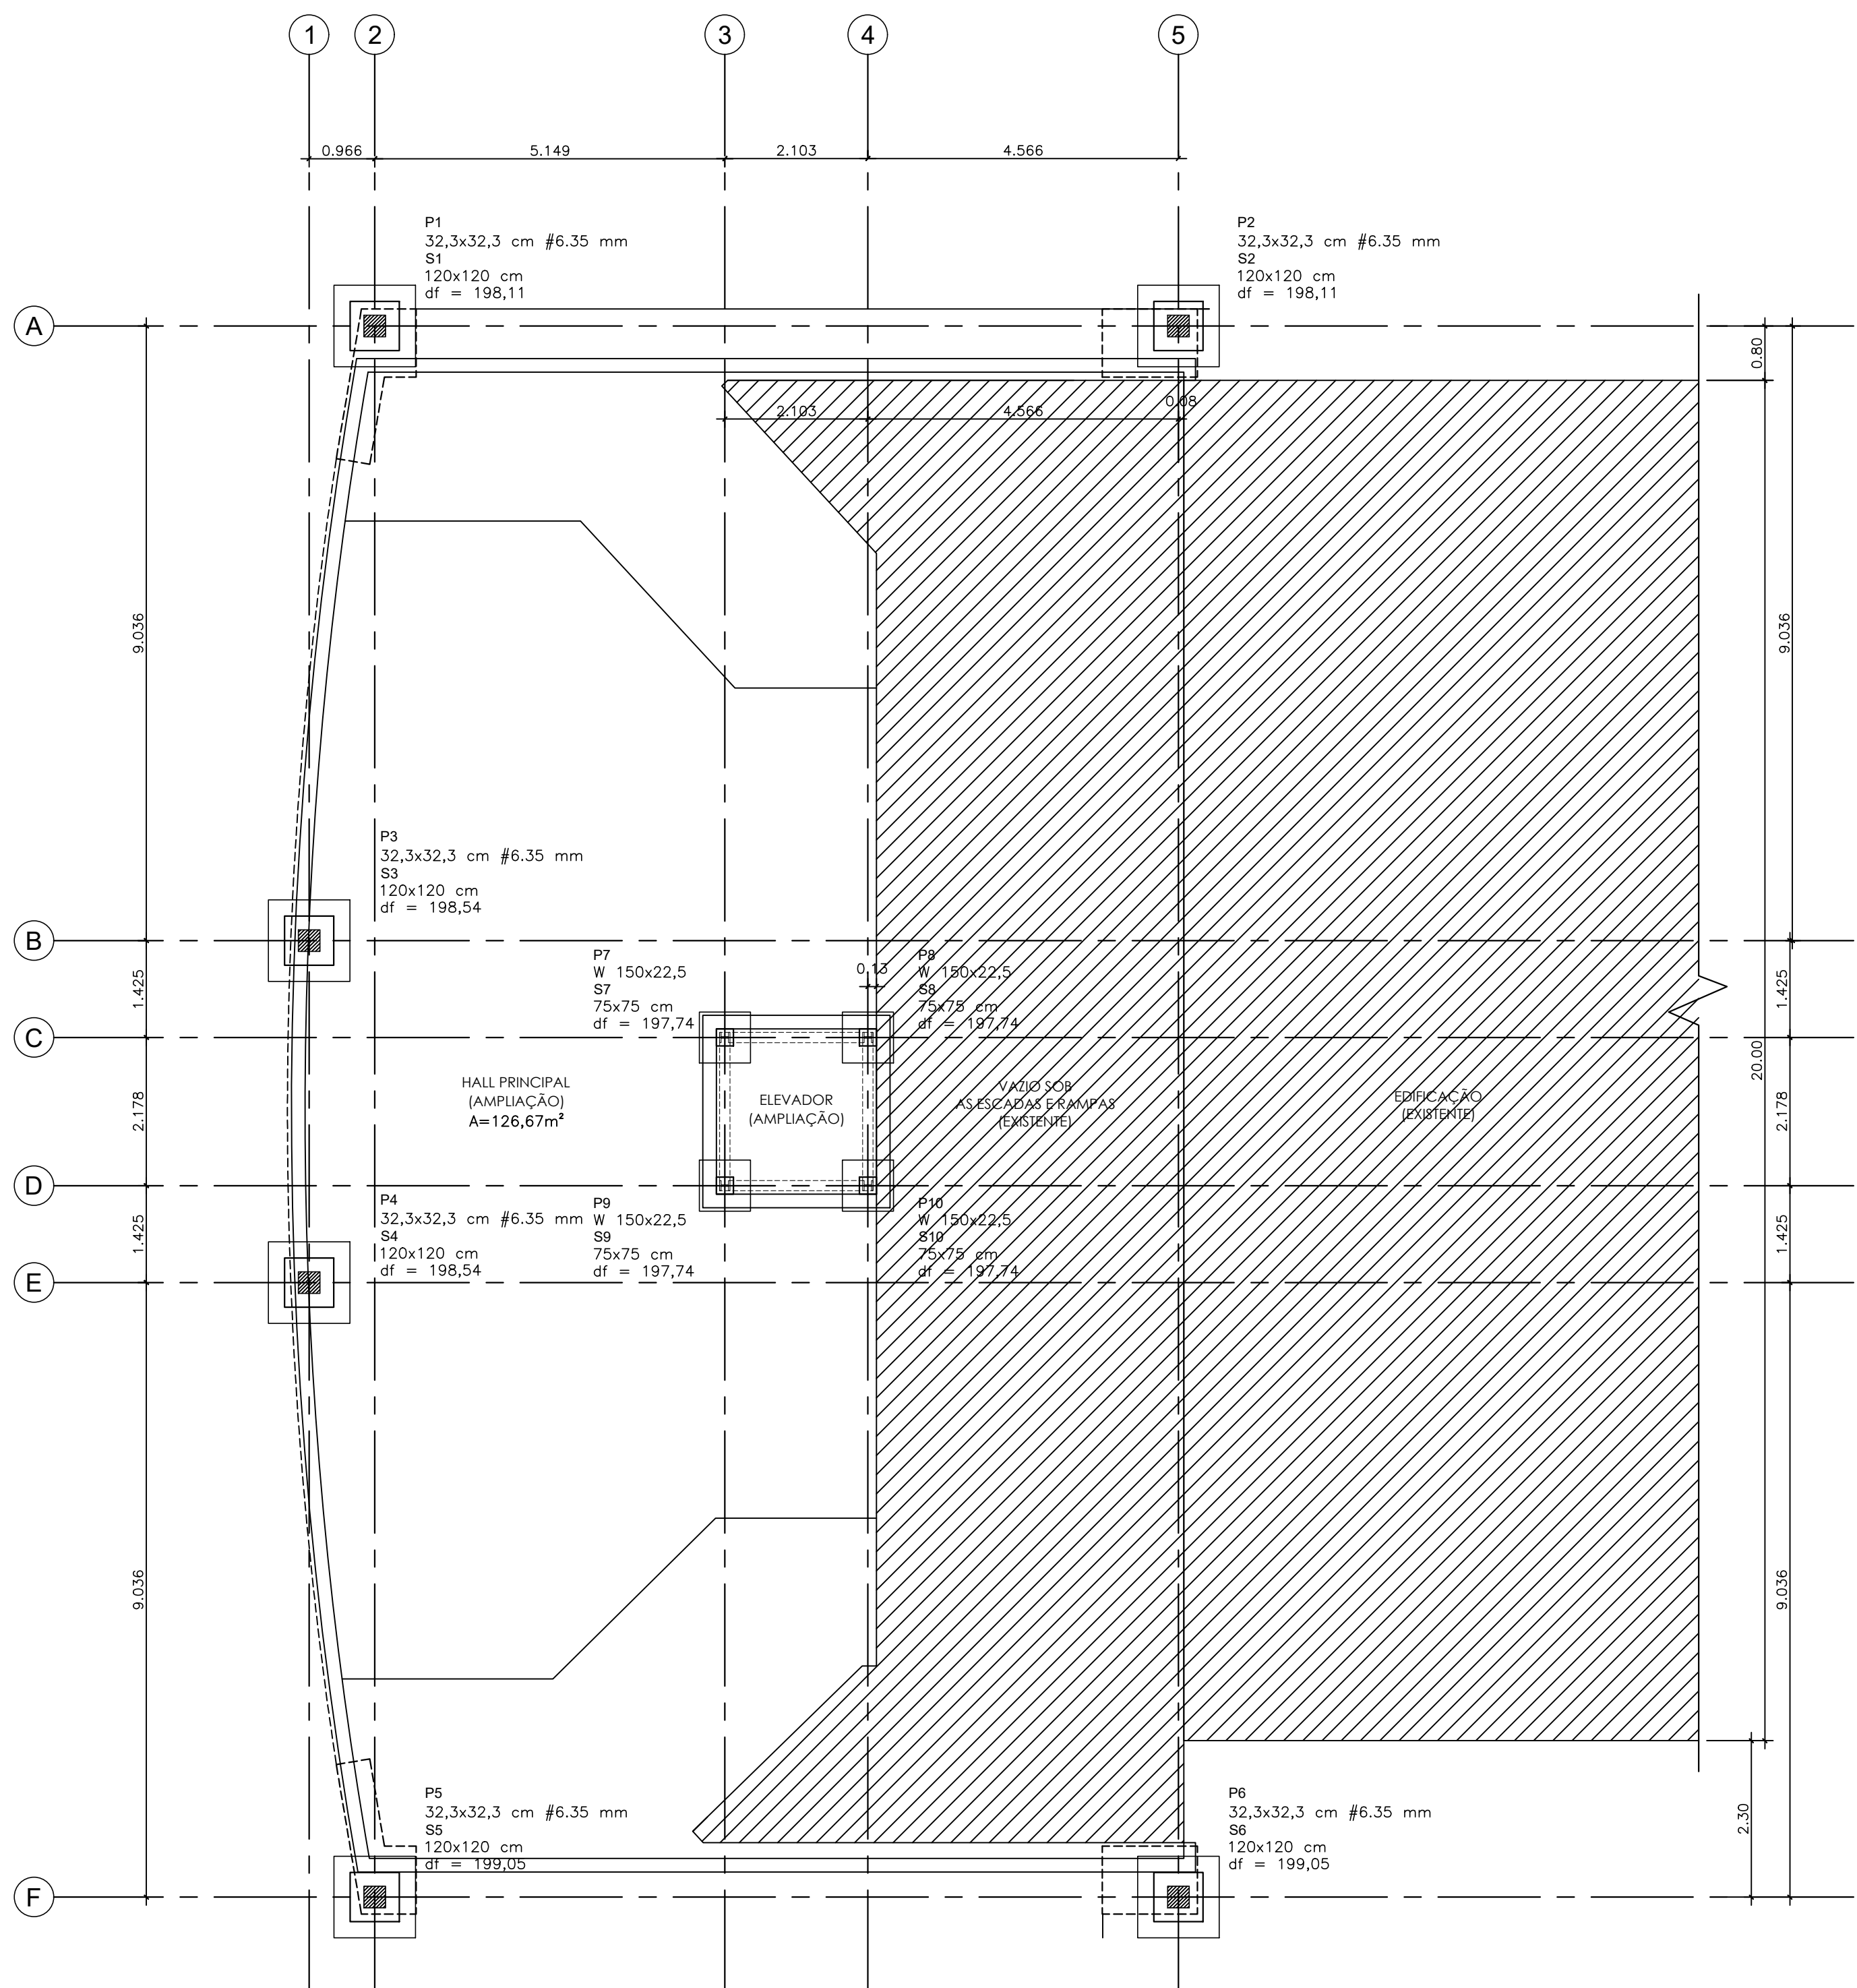 1
2
3
4
5
0.966
5.149
2.103
4.566
P1
32,3x32,3 cm #6.35 mm
S1
120x120 cm
df = 198,11
P2
32,3x32,3 cm #6.35 mm
S2
120x120 cm
df = 198,11
A
0.80
2.103
4.566
0.08
9.036
9.036
P3
32,3x32,3 cm #6.35 mm
S3
120x120 cm
df = 198,54
B
P7
W 150x22,5
S7
75x75 cm
df = 197,74
0.13
P8
W 150x22,5
S8
75x75 cm
df = 197,74
1.425
1.425
C
20.00
HALL PRINCIPAL
(AMPLIAÇÃO)
A=126,67m²
ELEVADOR
(AMPLIAÇÃO)
VAZIO SOB
AS ESCADAS E RAMPAS
(EXISTENTE)
EDIFICAÇÃO
(EXISTENTE)
2.178
2.178
D
P4
32,3x32,3 cm #6.35 mm
S4
120x120 cm
df = 198,54
P9
W 150x22,5
S9
75x75 cm
df = 197,74
P10
W 150x22,5
S10
75x75 cm
df = 197,74
1.425
1.425
E
9.036
9.036
P5
32,3x32,3 cm #6.35 mm
S5
120x120 cm
df = 199,05
P6
32,3x32,3 cm #6.35 mm
S6
120x120 cm
df = 199,05
2.30
F